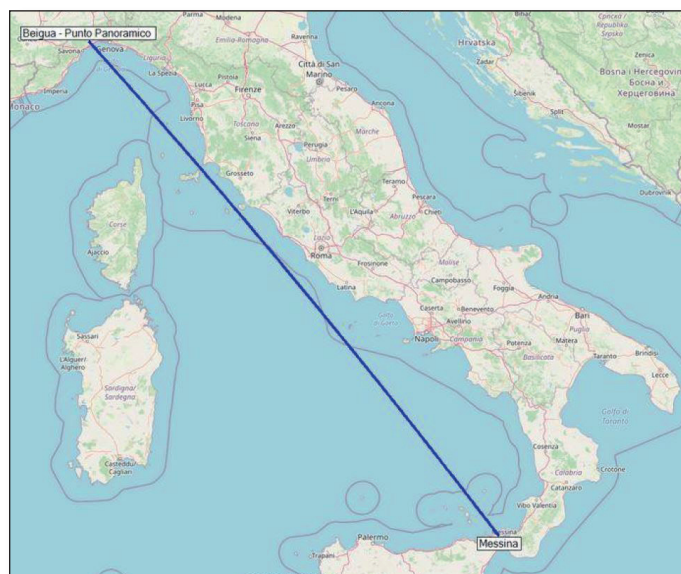 Beigua - Punto Panoramico
Parma
Modena
Bihać
Genova
Savona
Emilia-Romagna
Ravenna
Hrvatska
La Spezia
Liguria
Imperia
Monaco
Lucca
Pistoia
Pisa
Firenze
Livorno
Città di San
Marino
Pesaro
Zadar
Zenica
Bosna i Hercegovina
Босна и
Херцеговина
Šibenik
Split
Mostar
Toscana
Siena
Arezzo
Ancona
Marche
Perugia
Umbria
Grosseto
Terni
Viterbo
Teramo
Pescara
L'Aquila
Chieti
Abruzzo
Dubrovnik
Corse
Ajaccio
Lazio
Roma
Frosinone
Latina
Molise
Campobasso
Foggia
Andria
Bari
Puglia
Caserta
Benevento
Avellino
Napoli
Campania
Potenza
Matera
Basilicata
Taranto
Brindisi
Lecce
Golfo di
Taranto
Sassari
L'Alguer/
Alghero
Sardigna/
Sardegna
Casteddu/
Cagliari
Cosenza
Calabria
Crotone
Catanzaro
Vibo Valentia
Messina
Palermo
Trapani